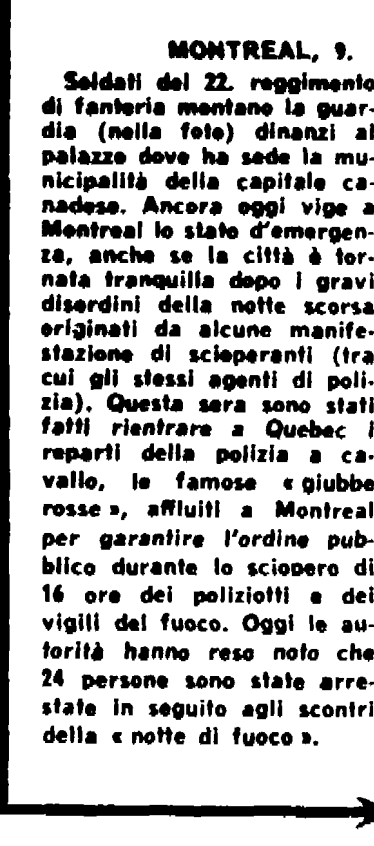 MONTREAL, 9.
Soldati del 22. reggimento
di fanteria montano la guar-
dia (nella foto) dinanzi al
palazzo dove ha sede la mu-
nicipalità della capitale ca-
nadese. Ancora oggi vige a
Montreal lo stato d'emergen-
za, anche se la città è tor-
nata tranquilla dopo i gravi
disordini della notte scorsa
originati da alcune manife-
stazione di scioperanti (tra
cui gli stessi agenti di poli-
zia). Questa sera sono stati
fatti rientrare a Quebec i
reparti della polizia a ca-
vallo, le famose « giubbe
rosse », affluiti a Montreal
per garantire l'ordine pub-
blico durante lo sciopero di
16 ore dei poliziotti e dei
vigili del fuoco. Oggi le au-
torità hanno reso noto che
24 persone sono state arre-
state in seguito agli scontri
della « notte di fuoco ».